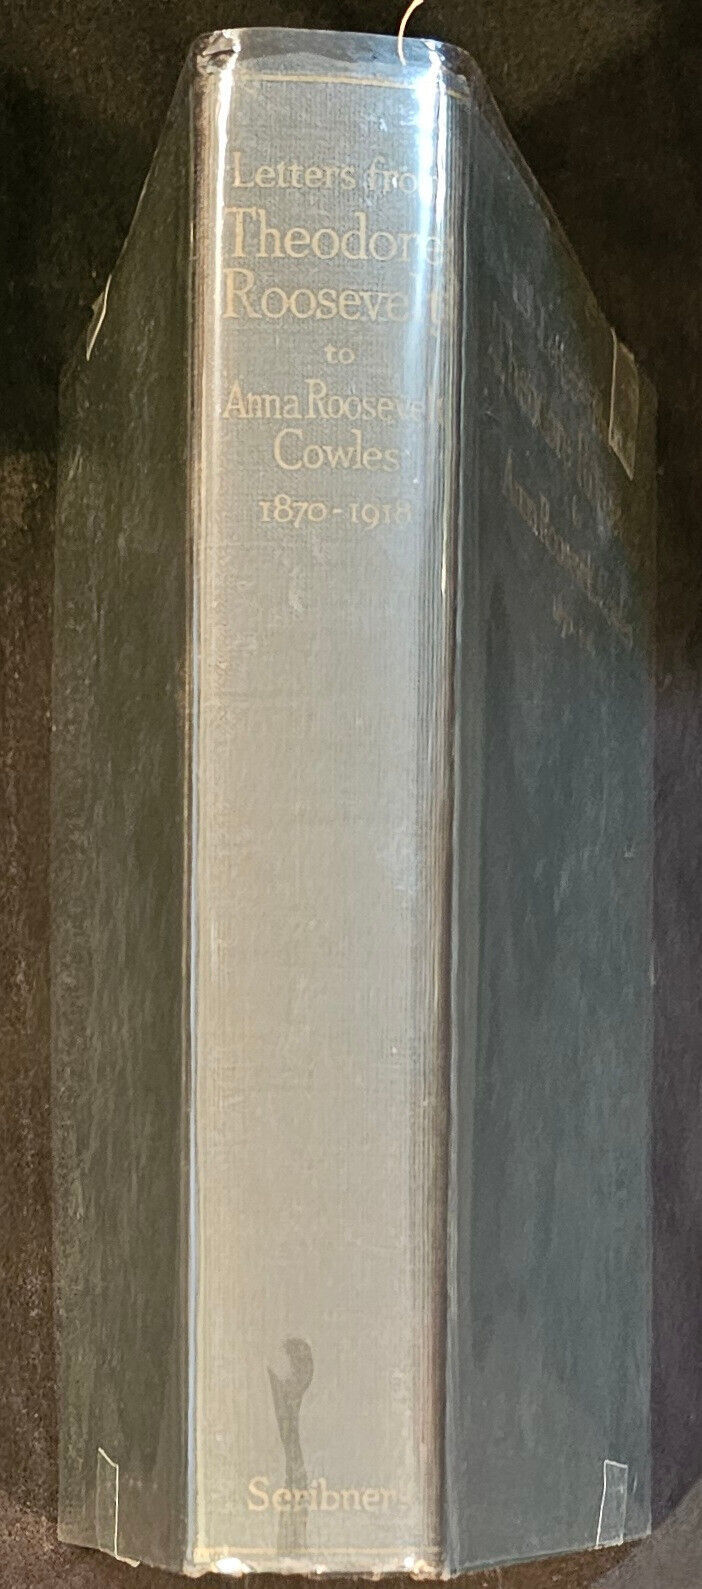 Letters from
Theodore
Roosevelt
to
Anna Roosevelt
Cowles
1870-1918
Scribners